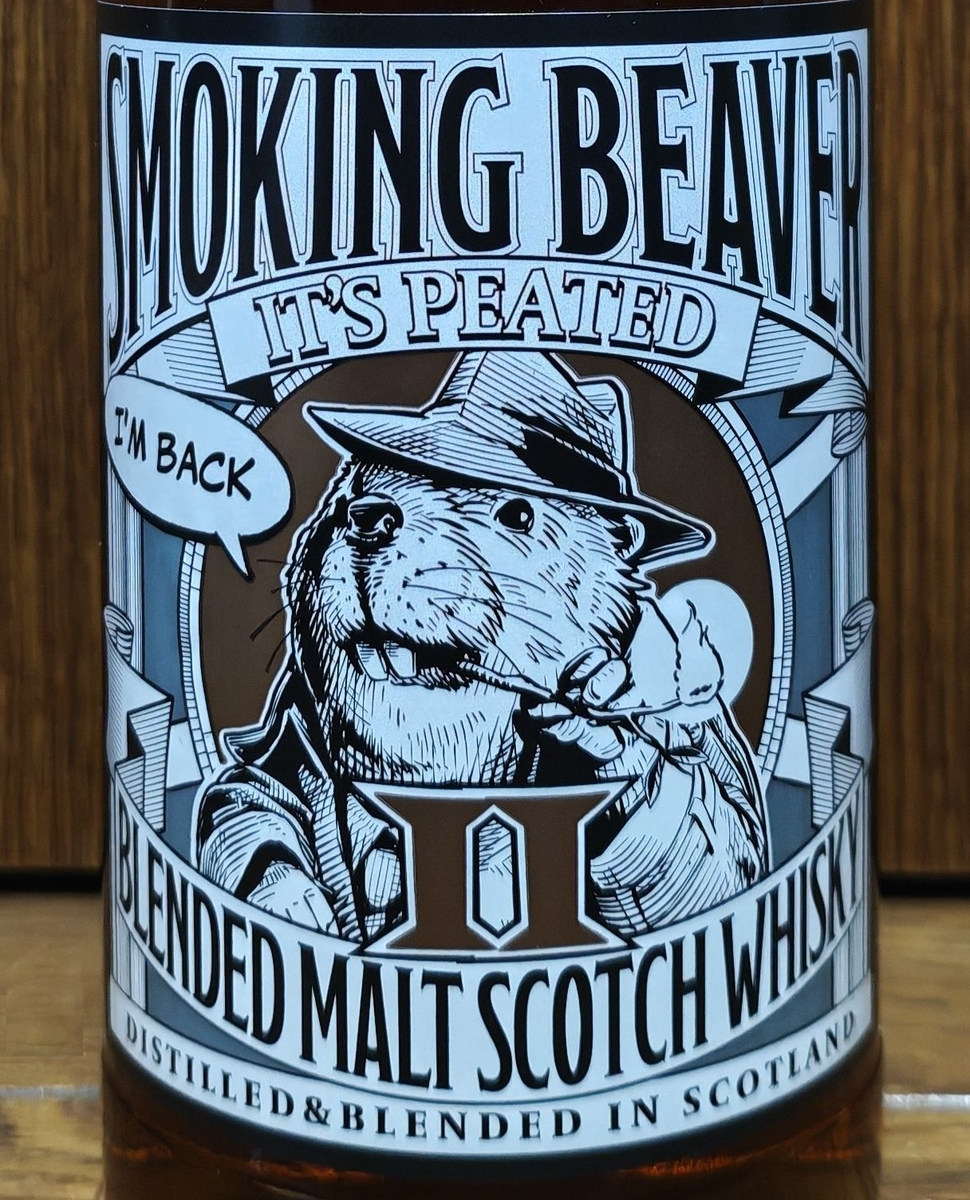 SMOKING BEAVER
IT'S PEATED
I'M BACK
II
BLENDED MALT SCOTCH WHISKY
DISTILLED & BLENDED IN SCOTLAND